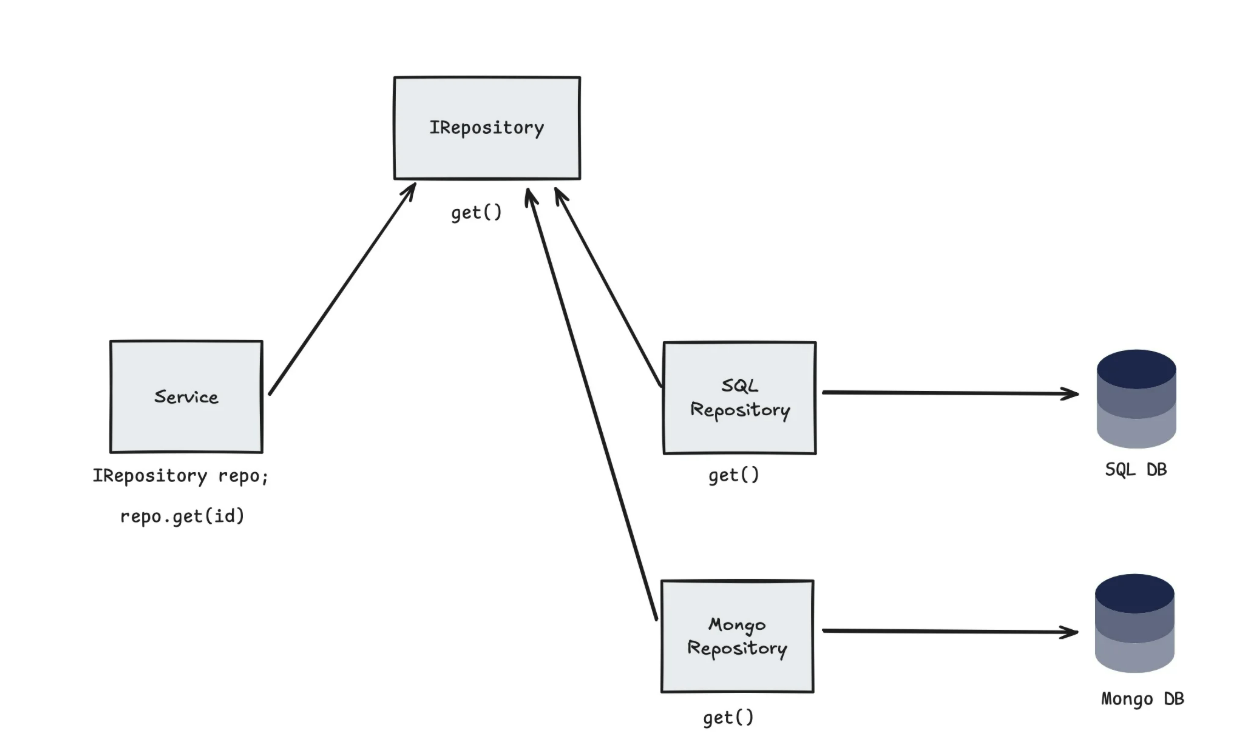 IRepository
get()
Service
IRepository repo;
repo.get(id)
SQL
Repository
get()
SQL DB
Mongo
Repository
get()
Mongo DB